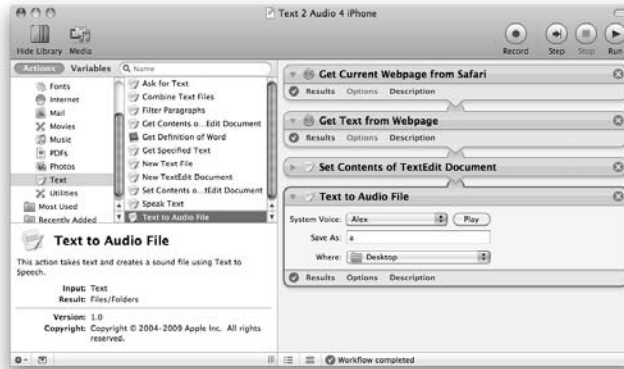 Text 2 Audio 4 iPhone
Hide Library Media Record Step Stop Run
Actions Variables Name
Fonts
Internet
Mail
Movies
Music
PDFs
Photos
Text
Utilities
Most Used
Recently Added
Ask for Text
Combine Text Files
Filter Paragraphs
Get Contents o...Edit Document
Get Definition of Word
Get Specified Text
New Text File
New TextEdit Document
Set Contents o...tEdit Document
Speak Text
Text to Audio File
Text to Audio File
This action takes text and creates a sound file using Text to
Speech.
Input: Text
Result: Files/Folders
Version: 1.0
Copyright: Copyright © 2004–2009 Apple Inc. All rights
reserved.
Get Current Webpage from Safari
Results Options Description
Get Text from Webpage
Results Options Description
Set Contents of TextEdit Document
Text to Audio File
System Voice: Alex Play
Save As: a
Where: Desktop
Results Options Description
Workflow completed